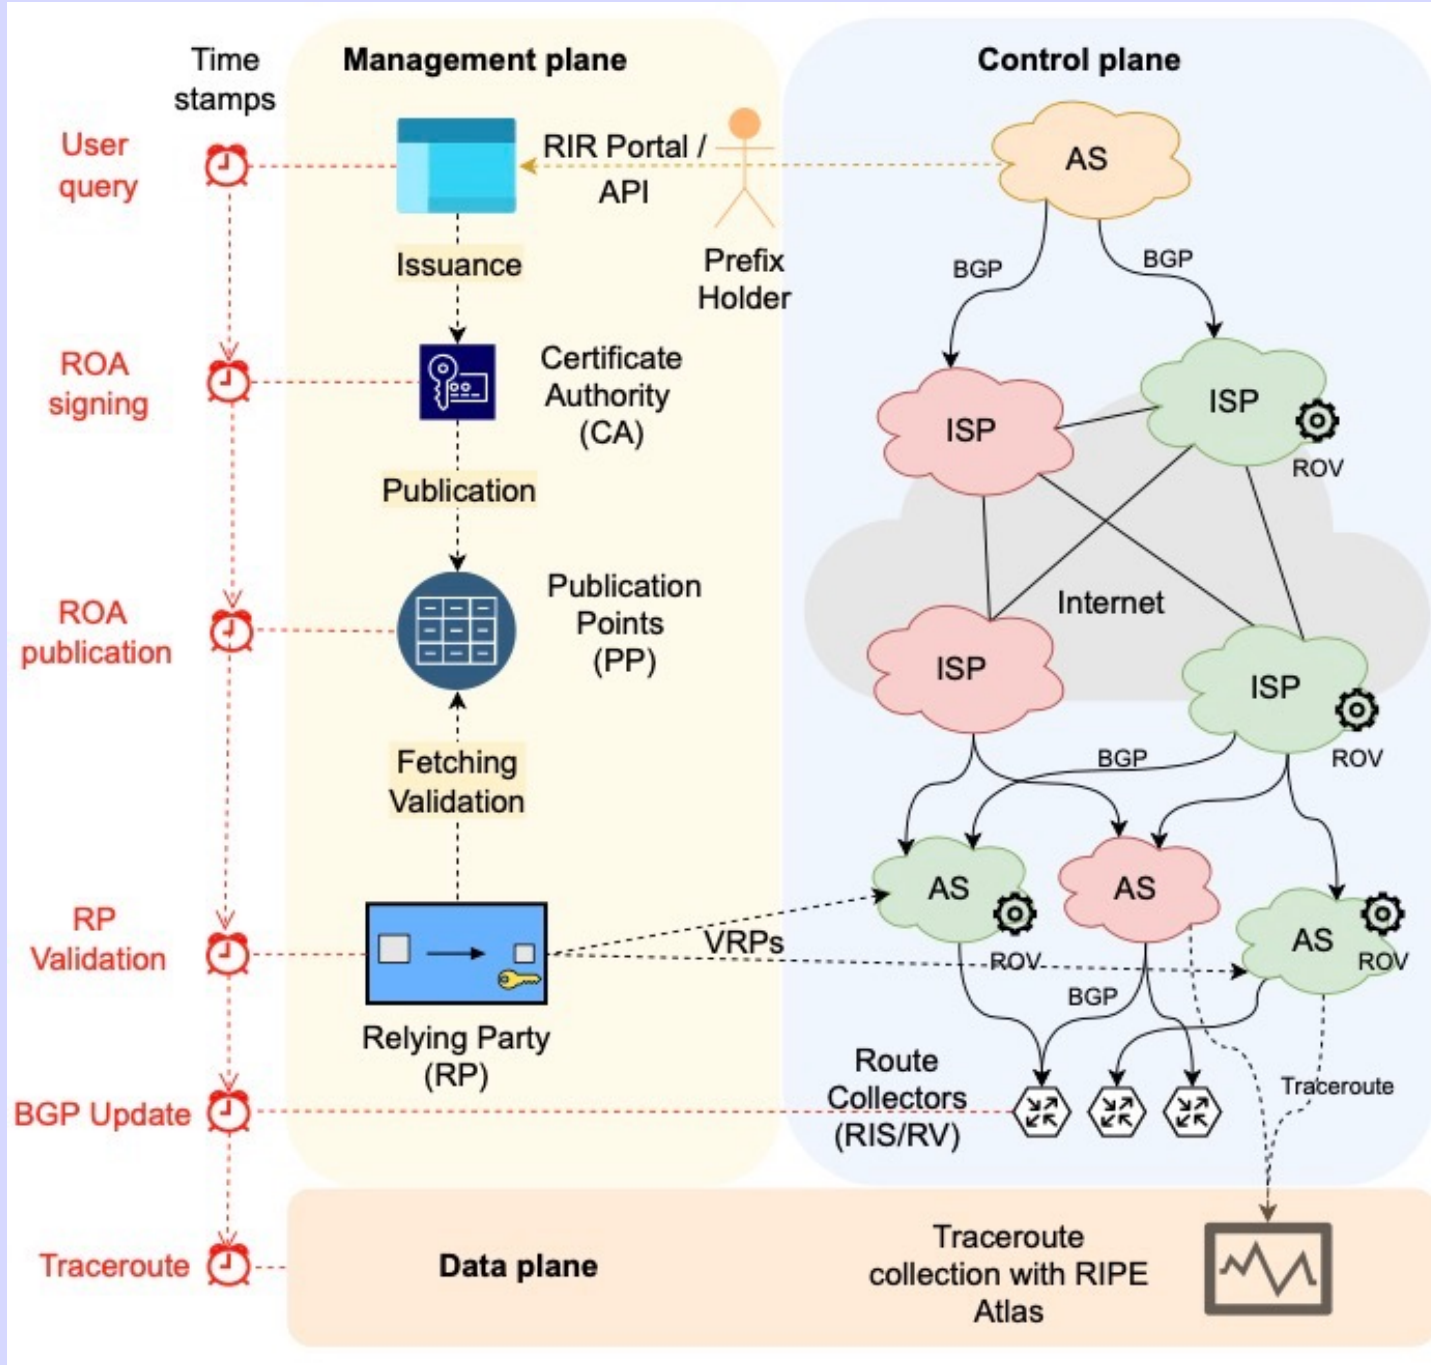 Time
stamps
Management plane
Control plane
User
query
RIR Portal /
API
AS
Issuance
Prefix
Holder
BGP
BGP
ROA
signing
Certificate
Authority
(CA)
ISP
ISP
ROV
Publication
ROA
publication
Publication
Points
(PP)
Internet
ISP
ISP
ROV
Fetching
Validation
BGP
RP
Validation
VRPs
AS
ROV
AS
AS
ROV
Relying Party
(RP)
BGP
BGP Update
Route
Collectors
(RIS/RV)
Traceroute
Traceroute
Data plane
Traceroute
collection with RIPE
Atlas